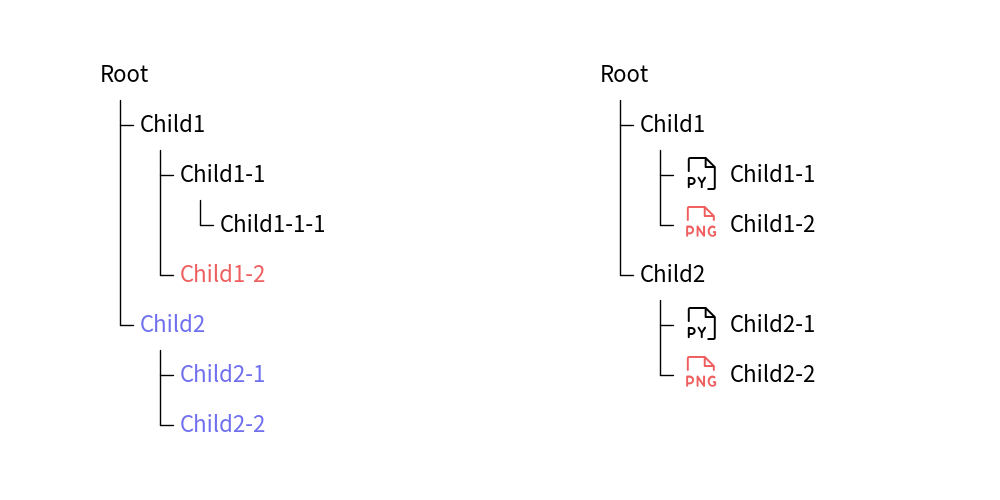 Root
Child1
Child1-1
Child1-1-1
Child1-2
Child2
Child2-1
Child2-2
Root
Child1
PY Child1-1
PNG Child1-2
Child2
PY Child2-1
PNG Child2-2